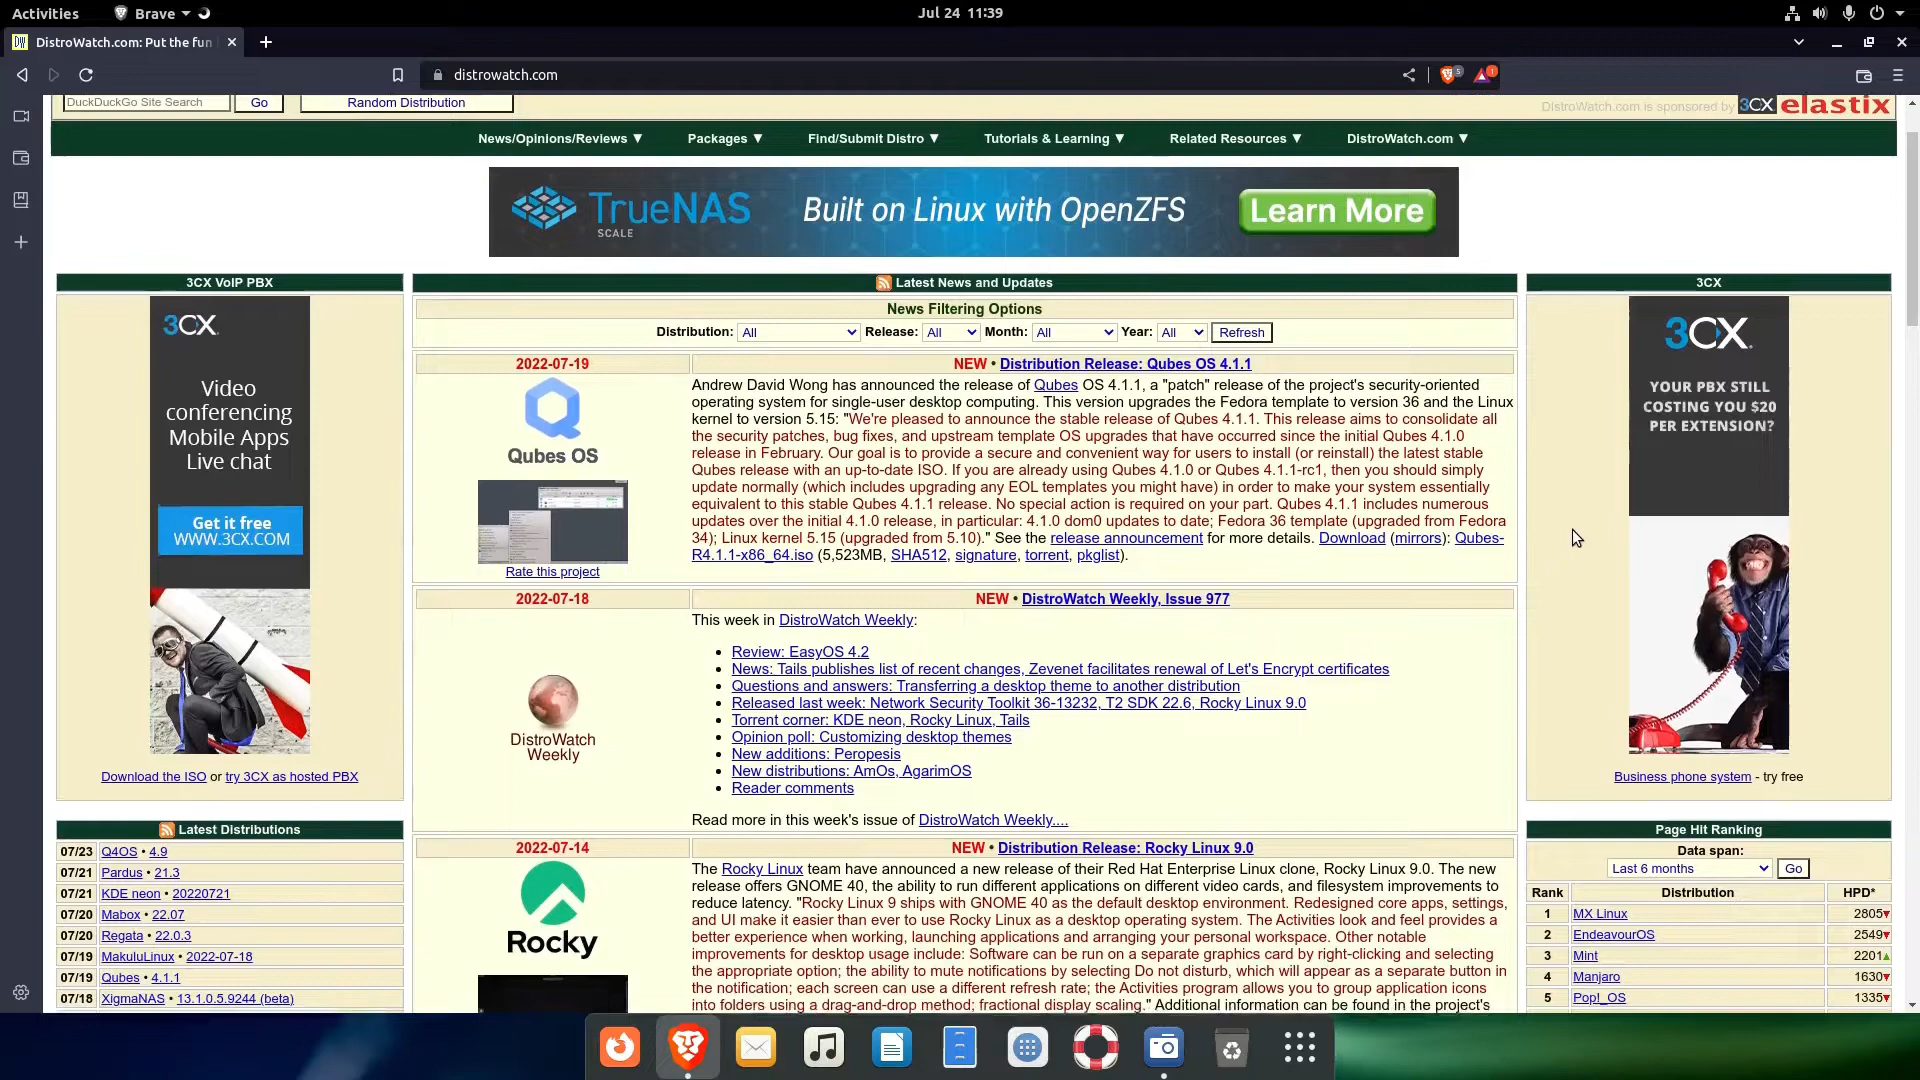 Activities
Brave
Jul 24 11:39
DistroWatch.com: Put the fun
distrowatch.com
5
1
DuckDuckGo Site Search
Go
Random Distribution
DistroWatch.com is sponsored by 3CX elastix
News/Opinions/Reviews ▼ Packages ▼ Find/Submit Distro ▼ Tutorials & Learning ▼ Related Resources ▼ DistroWatch.com ▼
TrueNAS
SCALE
Built on Linux with OpenZFS
Learn More
3CX VoIP PBX
3CX
Video
conferencing
Mobile Apps
Live chat
Get it free
WWW.3CX.COM
Download the ISO or try 3CX as hosted PBX
Latest Distributions
07/23 Q4OS • 4.9
07/21 Pardus • 21.3
07/21 KDE neon • 20220721
07/20 Mabox • 22.07
07/20 Regata • 22.0.3
07/19 MakuluLinux • 2022-07-18
07/19 Qubes • 4.1.1
07/18 XigmaNAS • 13.1.0.5.9244 (beta)
Latest News and Updates
News Filtering Options
Distribution: All Release: All Month: All Year: All Refresh
2022-07-19
NEW • Distribution Release: Qubes OS 4.1.1
Qubes OS
Rate this project
Andrew David Wong has announced the release of Qubes OS 4.1.1, a "patch" release of the project's security-oriented
operating system for single-user desktop computing. This version upgrades the Fedora template to version 36 and the Linux
kernel to version 5.15: "We're pleased to announce the stable release of Qubes 4.1.1. This release aims to consolidate all
the security patches, bug fixes, and upstream template OS upgrades that have occurred since the initial Qubes 4.1.0
release in February. Our goal is to provide a secure and convenient way for users to install (or reinstall) the latest stable
Qubes release with an up-to-date ISO. If you are already using Qubes 4.1.0 or Qubes 4.1.1-rc1, then you should simply
update normally (which includes upgrading any EOL templates you might have) in order to make your system essentially
equivalent to this stable Qubes 4.1.1 release. No special action is required on your part. Qubes 4.1.1 includes numerous
updates over the initial 4.1.0 release, in particular: 4.1.0 dom0 updates to date; Fedora 36 template (upgraded from Fedora
34); Linux kernel 5.15 (upgraded from 5.10)." See the release announcement for more details. Download (mirrors): Qubes-
R4.1.1-x86_64.iso (5,523MB, SHA512, signature, torrent, pkglist).
2022-07-18
NEW • DistroWatch Weekly, Issue 977
DistroWatch
Weekly
This week in DistroWatch Weekly:
• Review: EasyOS 4.2
• News: Tails publishes list of recent changes, Zevenet facilitates renewal of Let's Encrypt certificates
• Questions and answers: Transferring a desktop theme to another distribution
• Released last week: Network Security Toolkit 36-13232, T2 SDK 22.6, Rocky Linux 9.0
• Torrent corner: KDE neon, Rocky Linux, Tails
• Opinion poll: Customizing desktop themes
• New additions: Peropesis
• New distributions: AmOs, AgarimOS
• Reader comments
Read more in this week's issue of DistroWatch Weekly....
2022-07-14
NEW • Distribution Release: Rocky Linux 9.0
Rocky
The Rocky Linux team have announced a new release of their Red Hat Enterprise Linux clone, Rocky Linux 9.0. The new
release offers GNOME 40, the ability to run different applications on different video cards, and filesystem improvements to
reduce latency. "Rocky Linux 9 ships with GNOME 40 as the default desktop environment. Redesigned core apps, settings,
and UI make it easier than ever to use Rocky Linux as a desktop operating system. The Activities look and feel provides a
better experience when working, launching applications and arranging your personal workspace. Other notable
improvements for desktop usage include: Software can be run on a separate graphics card by right-clicking and selecting
the appropriate option; the ability to mute notifications by selecting Do not disturb, which will appear as a separate button in
the notification; each screen can use a different refresh rate; the Activities program allows you to group application icons
into folders using a drag-and-drop method; fractional display scaling." Additional information can be found in the project's
3CX
3CX
YOUR PBX STILL
COSTING YOU $20
PER EXTENSION?
Business phone system - try free
Page Hit Ranking
Data span:
Last 6 months Go
Rank Distribution HPD*
1 MX Linux 2805▼
2 EndeavourOS 2549▼
3 Mint 2201▲
4 Manjaro 1630▼
5 Pop!_OS 1335▼